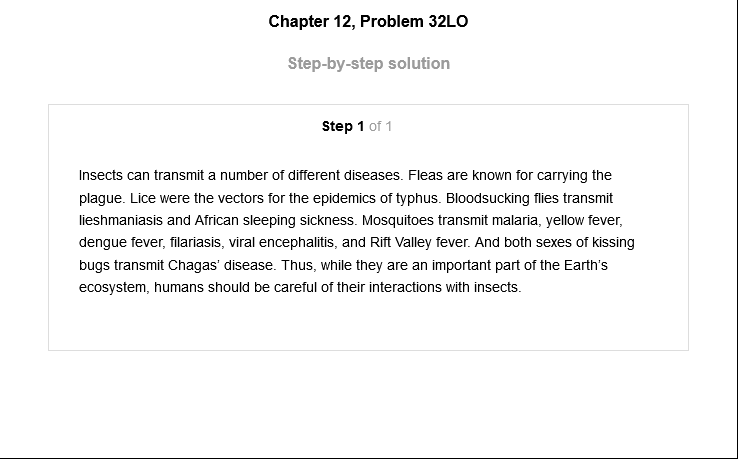 Chapter 12, Problem 32LO
Step-by-step solution
Step 1 of 1
Insects can transmit a number of different diseases. Fleas are known for carrying the
plague. Lice were the vectors for the epidemics of typhus. Bloodsucking flies transmit
lieshmaniasis and African sleeping sickness. Mosquitoes transmit malaria, yellow fever,
dengue fever, filariasis, viral encephalitis, and Rift Valley fever. And both sexes of kissing
bugs transmit Chagas’ disease. Thus, while they are an important part of the Earth’s
ecosystem, humans should be careful of their interactions with insects.